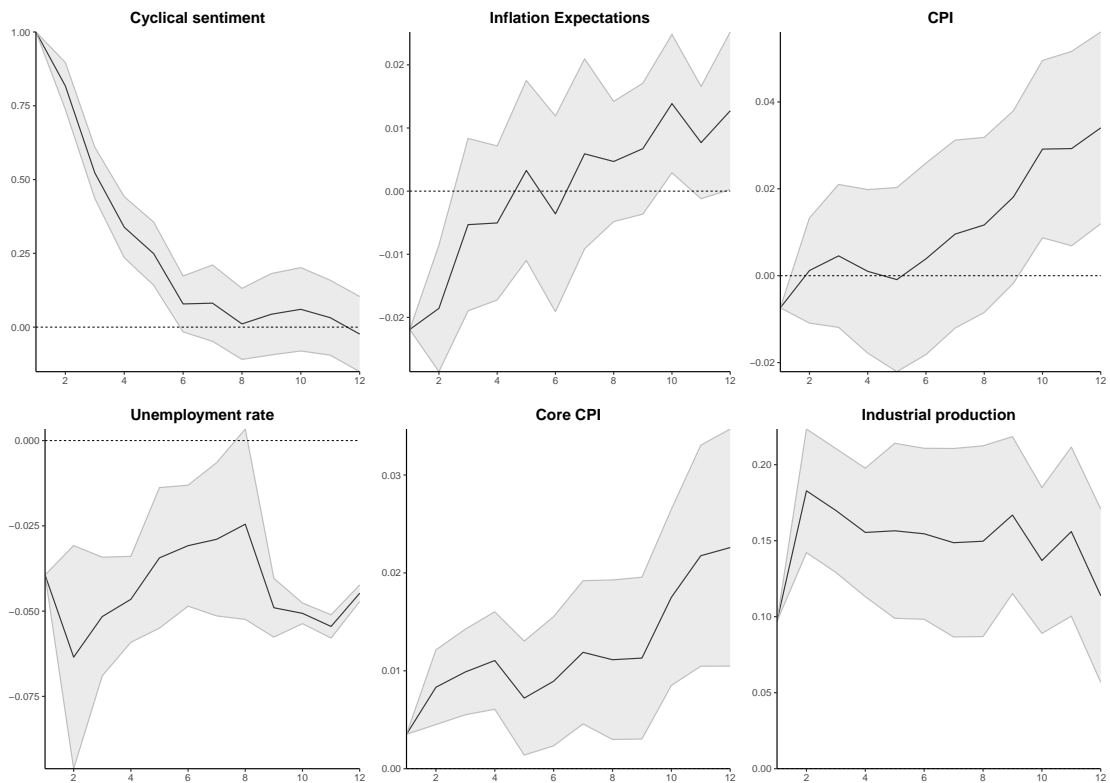 Cyclical sentiment
1.00
0.75
0.50
0.25
0.00
2 4 6 8 10 12
Inflation Expectations
0.02
0.01
0.00
−0.01
−0.02
2 4 6 8 10 12
CPI
0.04
0.02
0.00
−0.02
2 4 6 8 10 12
Unemployment rate
0.000
−0.025
−0.050
−0.075
2 4 6 8 10 12
Core CPI
0.03
0.02
0.01
0.00
2 4 6 8 10 12
Industrial production
0.20
0.15
0.10
0.05
0.00
2 4 6 8 10 12